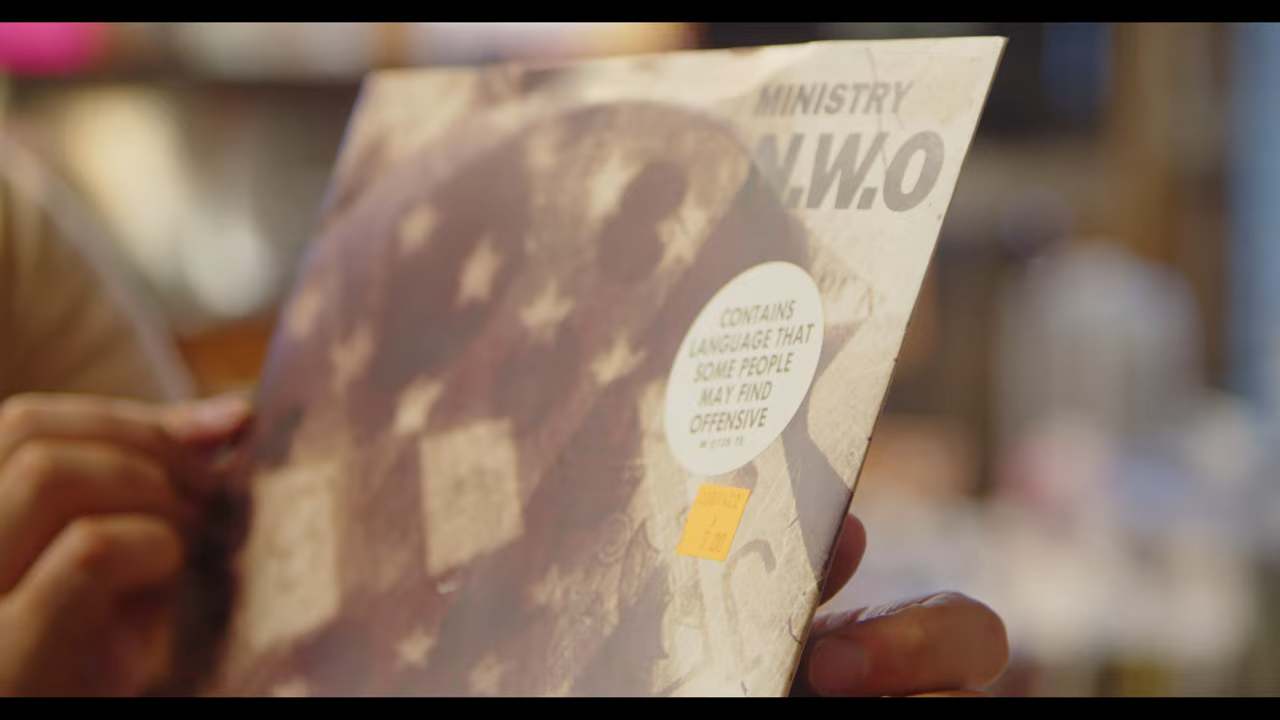 MINISTRY
N.W.O
CONTAINS
LANGUAGE THAT
SOME PEOPLE
MAY FIND
OFFENSIVE